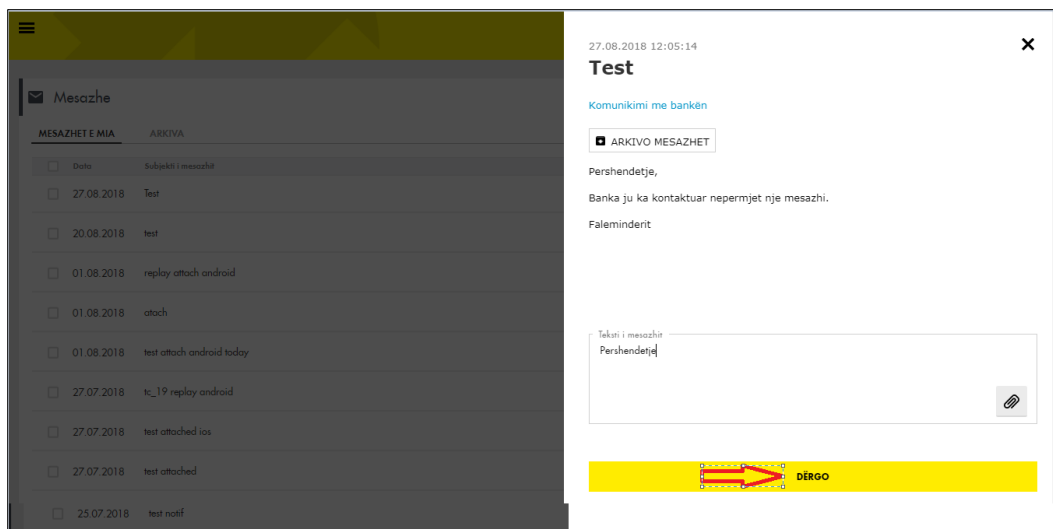 Mesazhe
MESAZHET E MIA ARKIVA
Data Subjekti i mesazhit
27.08.2018 Test
20.08.2018 test
01.08.2018 replay attach android
01.08.2018 atach
01.08.2018 test attach android today
27.07.2018 tc_19 replay android
27.07.2018 test attached ios
27.07.2018 test attached
25.07.2018 test notif
27.08.2018 12:05:14
Test
Komunikimi me bankën
ARKIVO MESAZHET
Pershendetje,
Banka ju ka kontaktuar nepermjet nje mesazhi.
Faleminderit
Teksti i mesazhit
Pershendetje
DËRGO